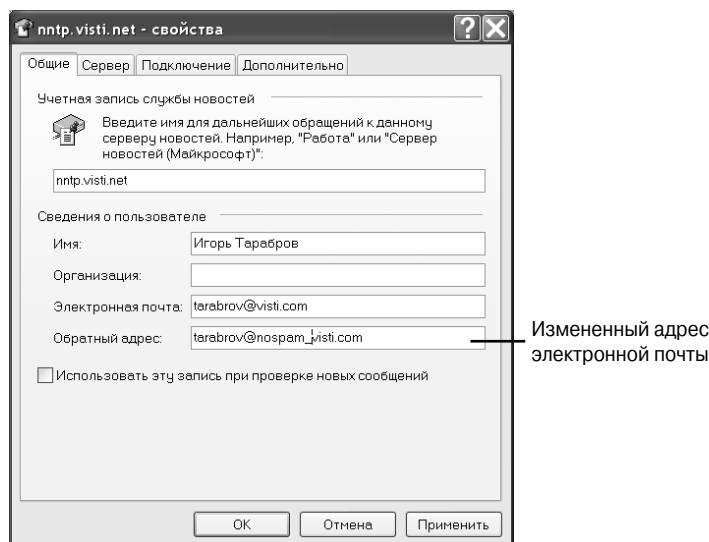 nntp.visti.net - свойства
Общие Сервер Подключение Дополнительно
Учетная запись службы новостей
Введите имя для дальнейших обращений к данному
серверу новостей. Например, "Работа" или "Сервер
новостей (Майкрософт)":
nntp.visti.net
Сведения о пользователе
Имя: Игорь Тарабров
Организация:
Электронная почта: tarabrov@visti.com
Обратный адрес: tarabrov@nospam_visti.com
Измененный адрес
электронной почты
Использовать эту запись при проверке новых сообщений
OK Отмена Применить